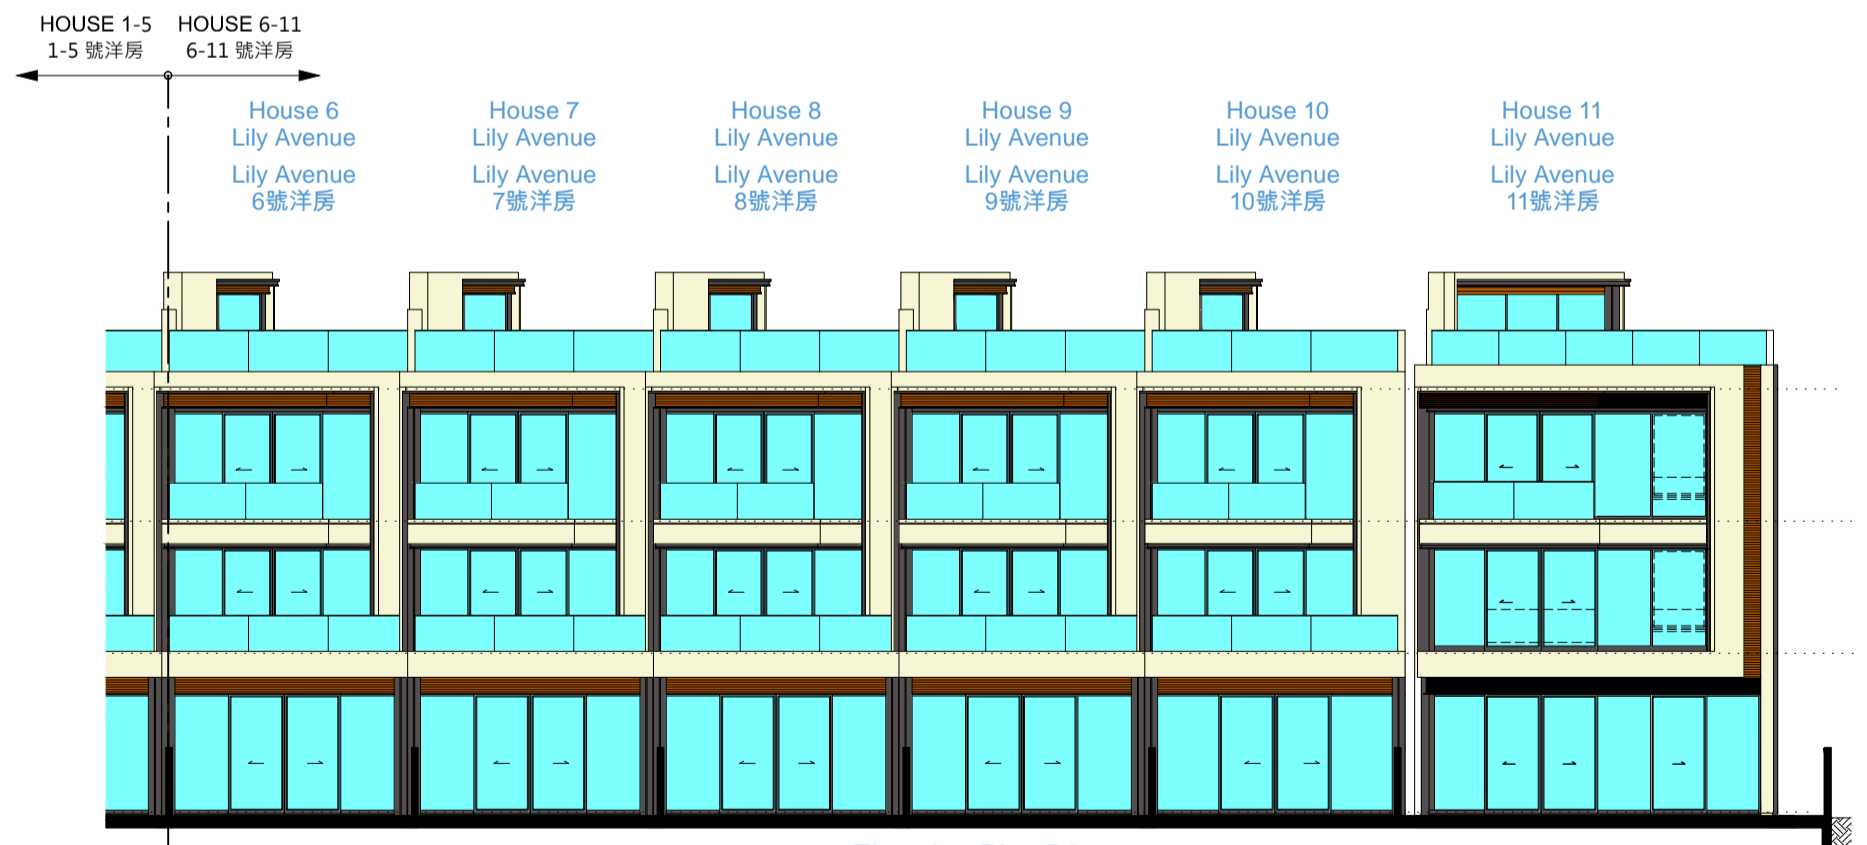 HOUSE 1-5
1-5 號洋房
HOUSE 6-11
6-11 號洋房
House 6
Lily Avenue
Lily Avenue
6號洋房
House 7
Lily Avenue
Lily Avenue
7號洋房
House 8
Lily Avenue
Lily Avenue
8號洋房
House 9
Lily Avenue
Lily Avenue
9號洋房
House 10
Lily Avenue
Lily Avenue
10號洋房
House 11
Lily Avenue
Lily Avenue
11號洋房